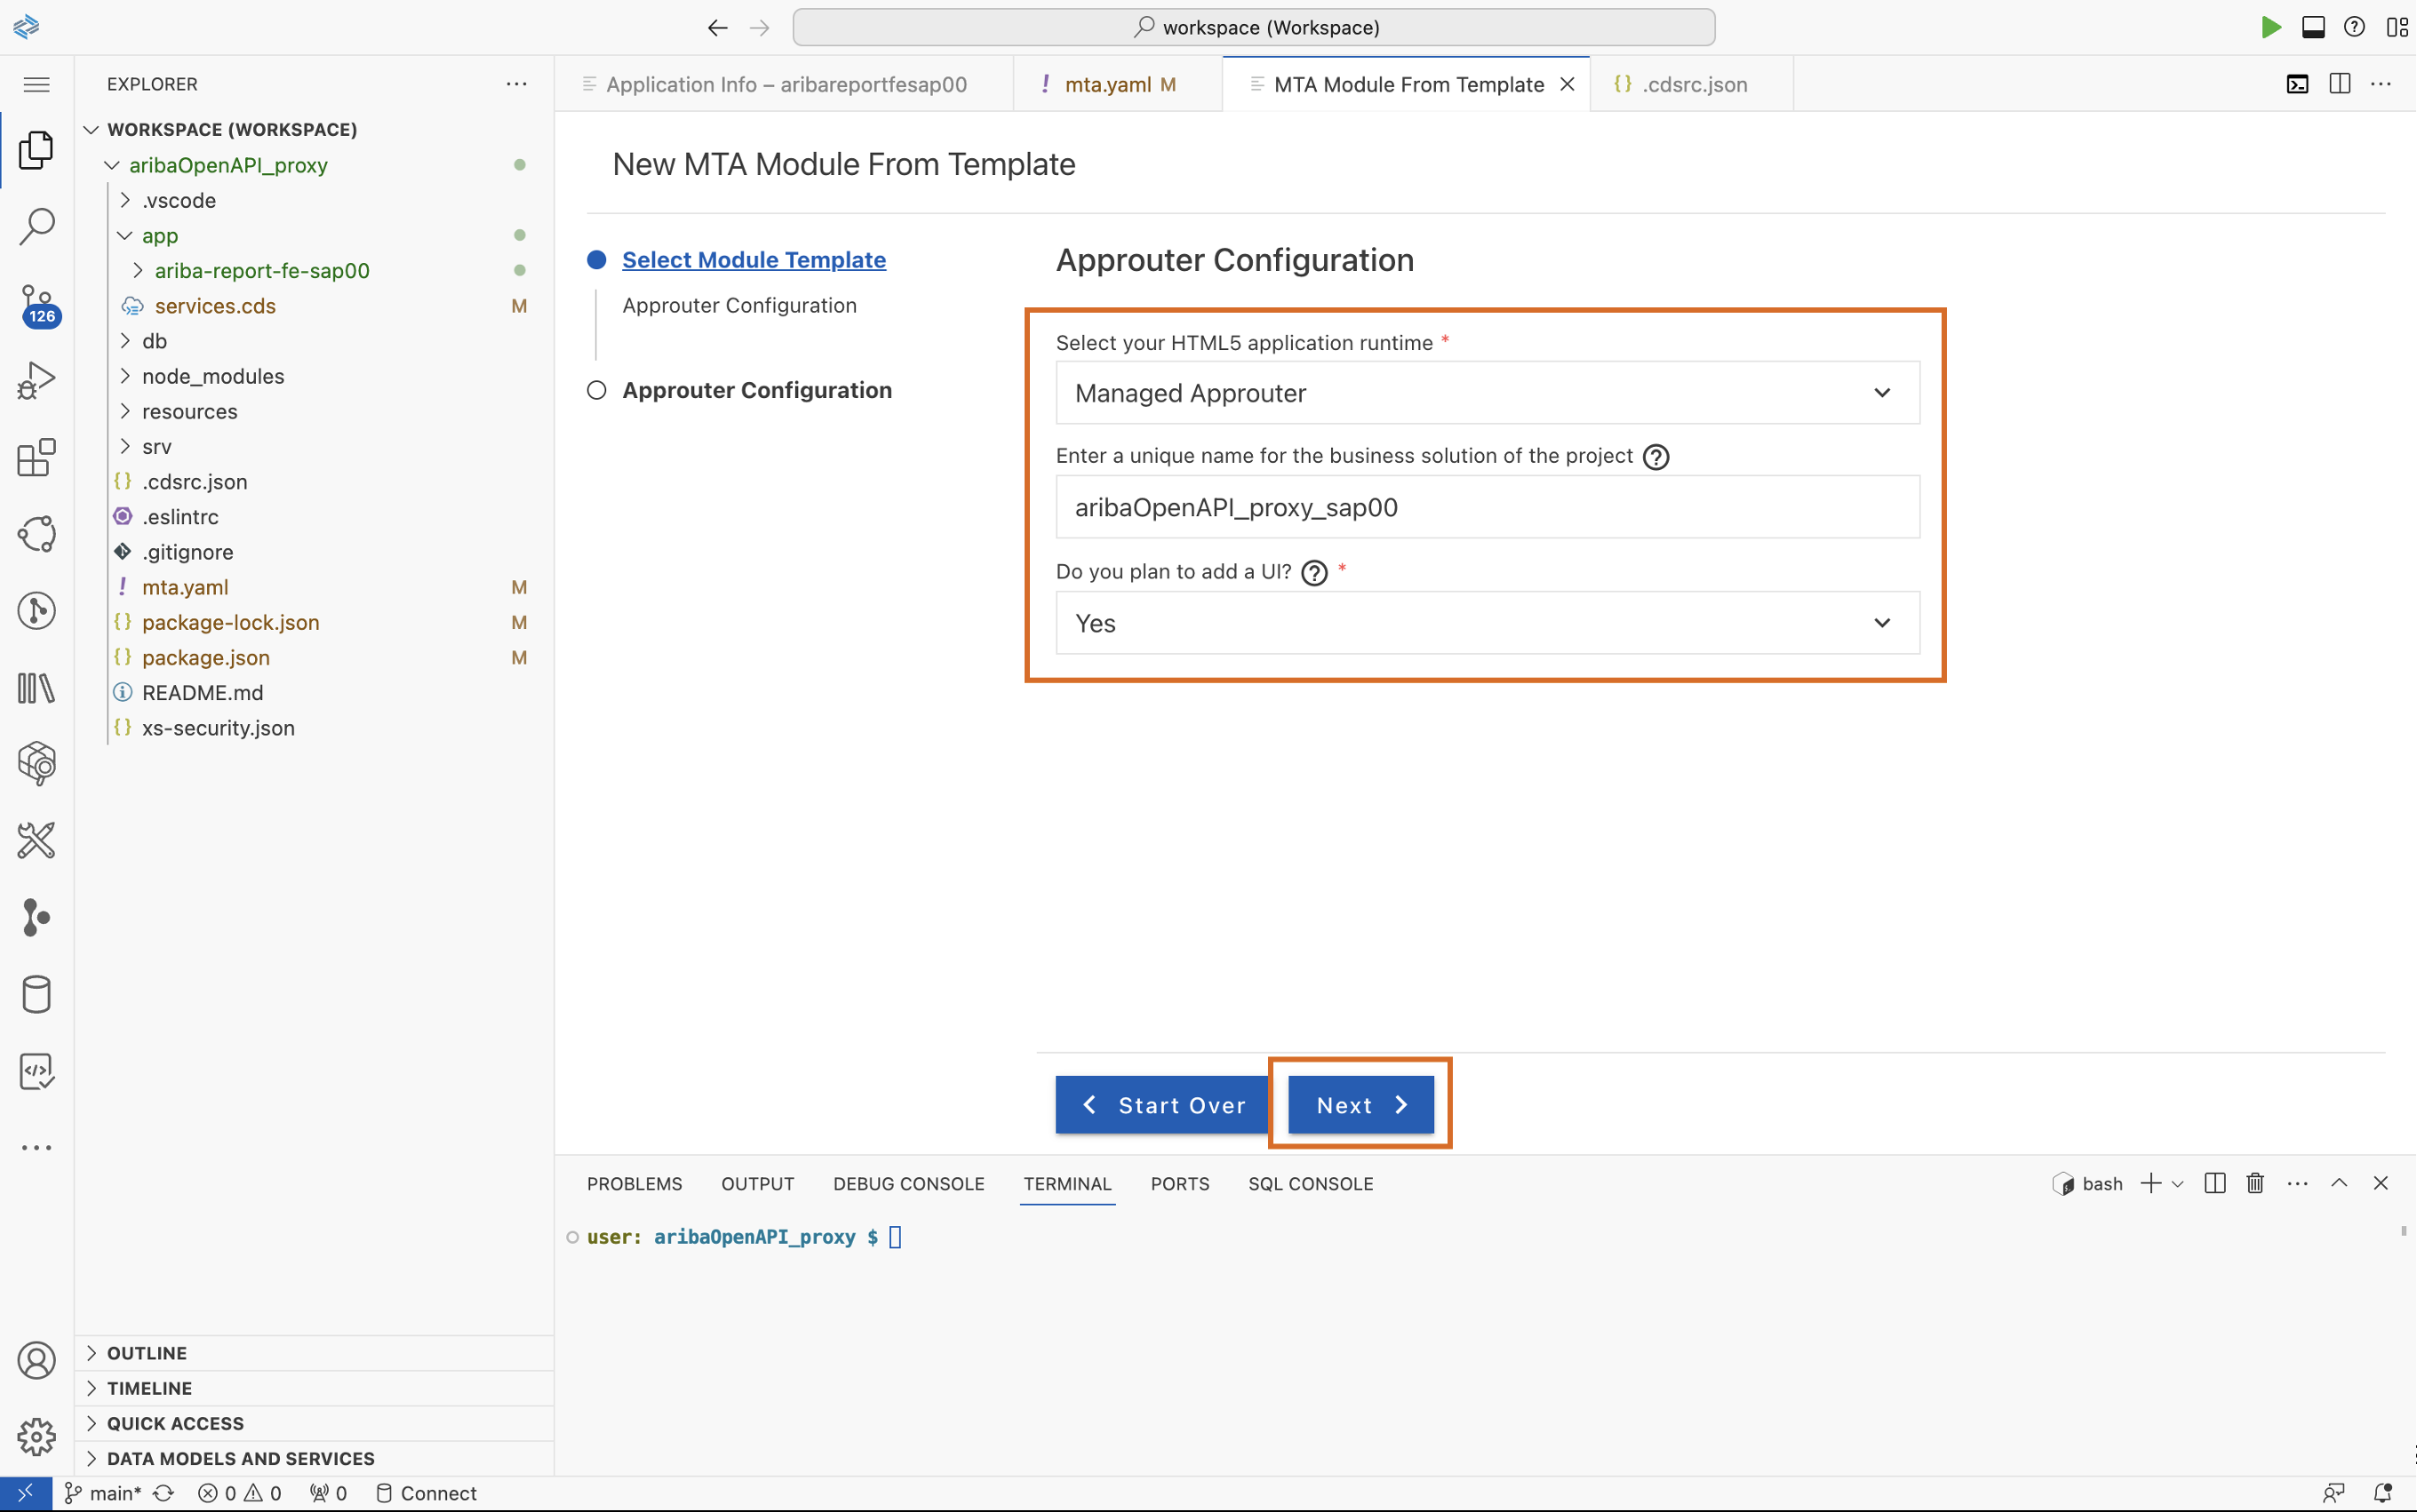 workspace (Workspace)
EXPLORER
Application Info – aribareportfesap00
! mta.yaml M
MTA Module From Template
{} .cdsrc.json
WORKSPACE (WORKSPACE)
aribaOpenAPI_proxy
.vscode
app
ariba-report-fe-sap00
services.cds M
db
node_modules
resources
srv
{} .cdsrc.json
.eslintrc
.gitignore
! mta.yaml M
{} package-lock.json M
{} package.json M
README.md
{} xs-security.json
126
OUTLINE
TIMELINE
QUICK ACCESS
DATA MODELS AND SERVICES
New MTA Module From Template
Select Module Template
Approuter Configuration
Approuter Configuration
Approuter Configuration
Select your HTML5 application runtime *
Managed Approuter
Enter a unique name for the business solution of the project ?
aribaOpenAPI_proxy_sap00
Do you plan to add a UI? ? *
Yes
Start Over
Next
PROBLEMS OUTPUT DEBUG CONSOLE TERMINAL PORTS SQL CONSOLE
bash
user: aribaOpenAPI_proxy $
main* 0 0 0 Connect